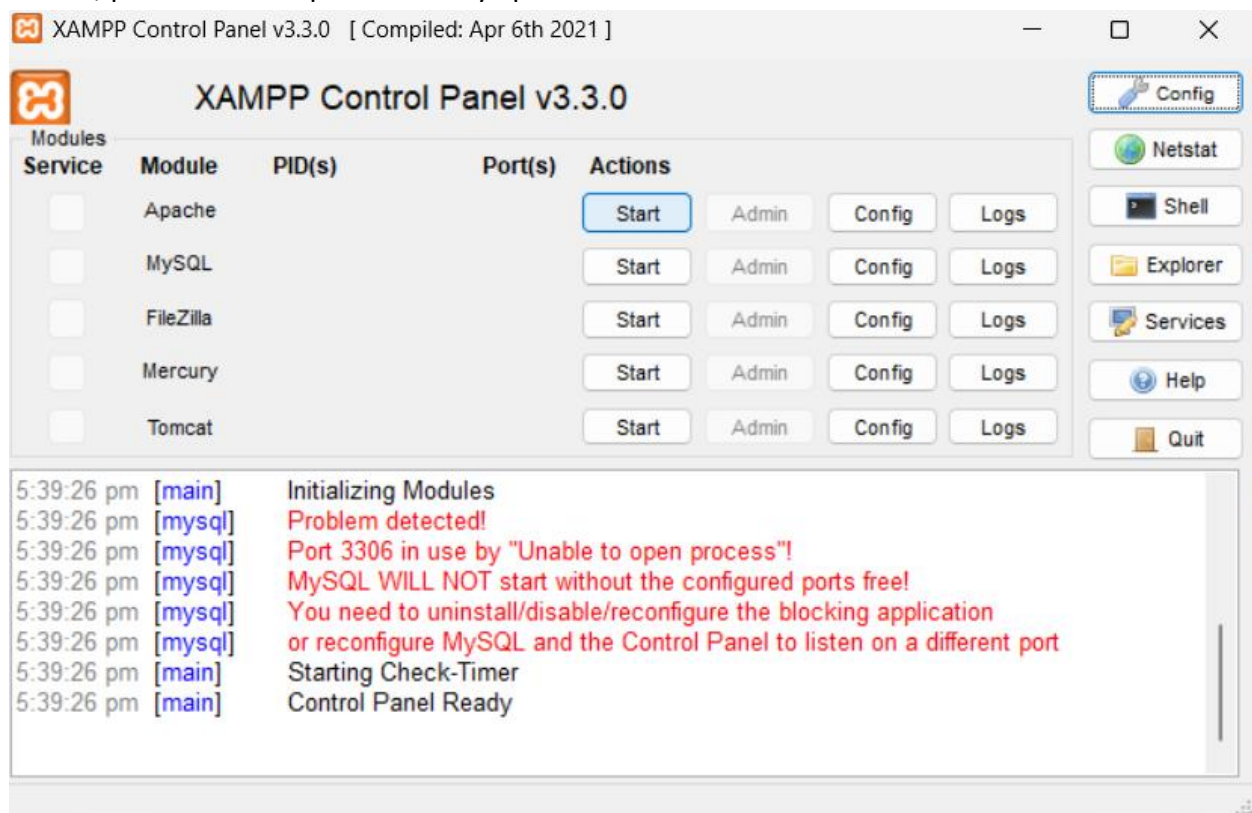 XAMPP Control Panel v3.3.0 [ Compiled: Apr 6th 2021 ]
XAMPP Control Panel v3.3.0
Config
Modules
Service Module PID(s) Port(s) Actions
Netstat
Apache Start Admin Config Logs
Shell
MySQL Start Admin Config Logs
Explorer
FileZilla Start Admin Config Logs
Services
Mercury Start Admin Config Logs
Help
Tomcat Start Admin Config Logs
Quit
5:39:26 pm [main] Initializing Modules
5:39:26 pm [mysql] Problem detected!
5:39:26 pm [mysql] Port 3306 in use by "Unable to open process"!
5:39:26 pm [mysql] MySQL WILL NOT start without the configured ports free!
5:39:26 pm [mysql] You need to uninstall/disable/reconfigure the blocking application
5:39:26 pm [mysql] or reconfigure MySQL and the Control Panel to listen on a different port
5:39:26 pm [main] Starting Check-Timer
5:39:26 pm [main] Control Panel Ready